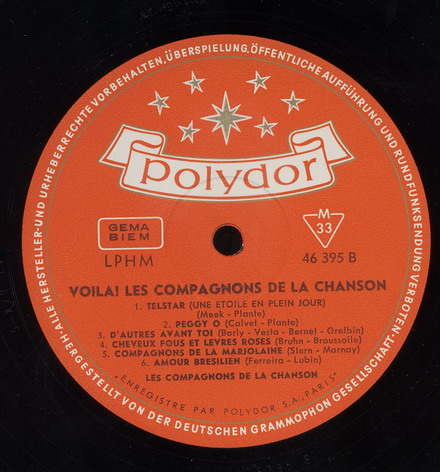 ALLE HERSTELLER- UND URHEBERRECHTE VORBEHALTEN, ÜBERSPIELUNG, ÖFFENTLICHE AUFFÜHRUNG UND RUNDFUNKSENDUNG VERBOTEN.
polydor
GEMA
BIEM
M
33
LPHM
46 395 B
VOILA! LES COMPAGNONS DE LA CHANSON
1. TELSTAR (UNE ETOILE EN PLEIN JOUR)
(Meek - Plante)
2. PEGGY O (Calvet - Plante)
3. D'AUTRES AVANT TOI (Barly - Vesta - Bernet - Grelbin)
4. CHEVEUX FOUS ET LEVRES ROSES (Bruhn - Broussolle)
5. COMPAGNONS DE LA MARJOLAINE (Stern - Marnay)
6. AMOUR BRESILIEN (Ferreira - Lubin)
LES COMPAGNONS DE LA CHANSON
"ENREGISTRE PAR POLYDOR S.A., PARIS"
HERGESTELLT VON DER DEUTSCHEN GRAMMOPHON GESELLSCHAFT